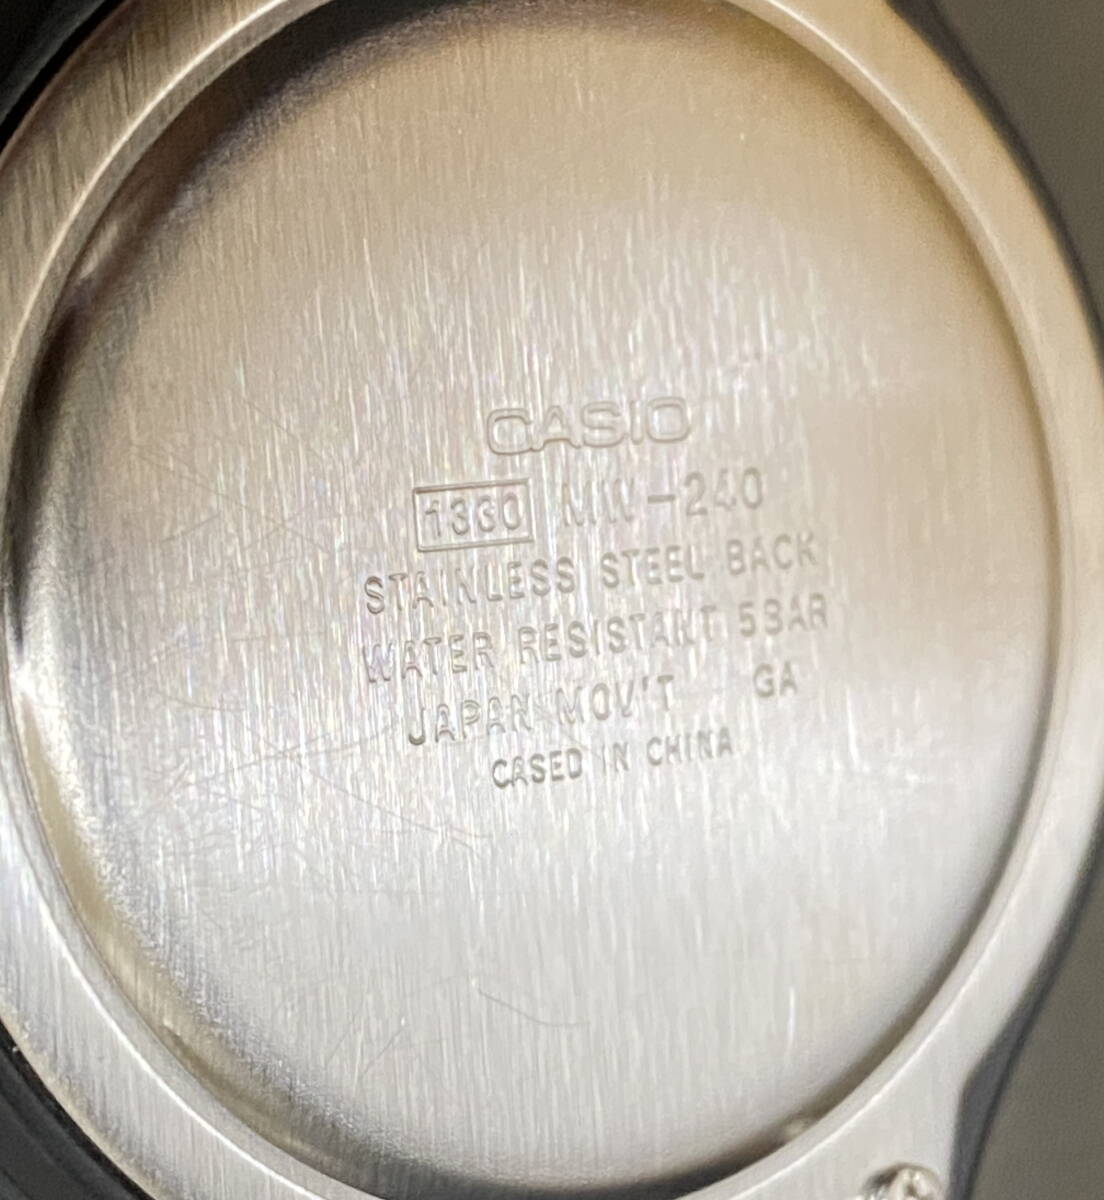 CASIO
1330 MW-240
STAINLESS STEEL BACK
WATER RESISTANT 5BAR
JAPAN MOV'T GA
CASED IN CHINA